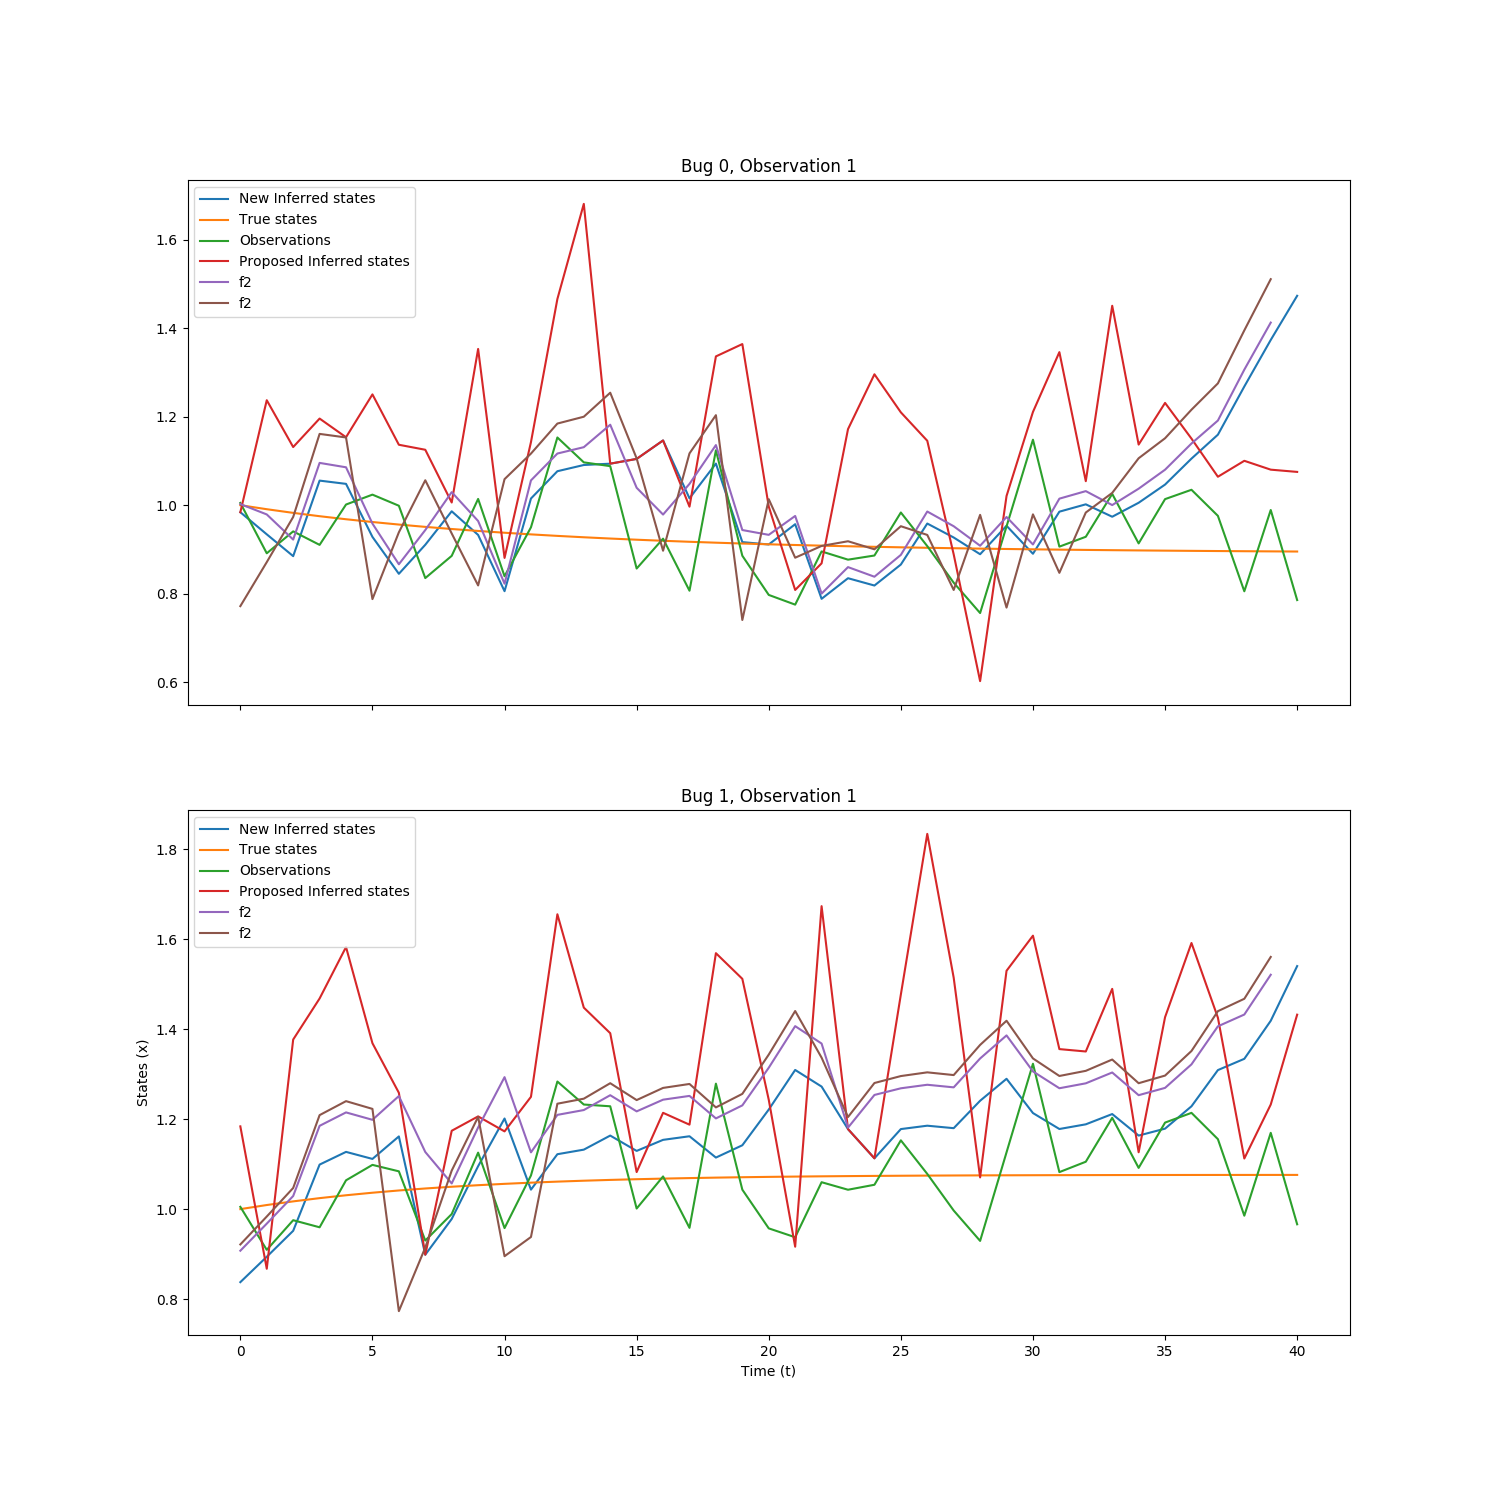 Bug 0, Observation 1
New Inferred states
True states
Observations
Proposed Inferred states
f2
f2
1.6
1.4
1.2
1.0
0.8
0.6
Bug 1, Observation 1
New Inferred states
True states
Observations
Proposed Inferred states
f2
f2
1.8
1.6
1.4
1.2
1.0
0.8
States (x)
0 5 10 15 20 25 30 35 40
Time (t)